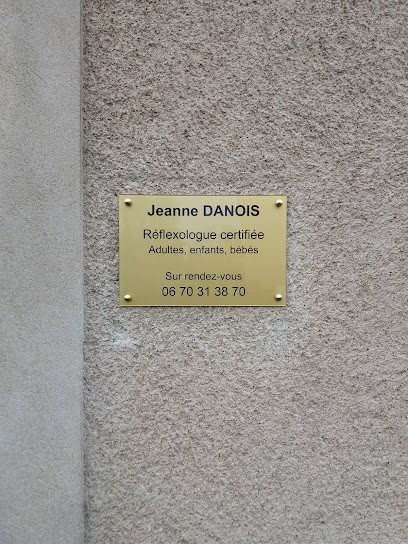 Jeanne DANOIS
Réflexologue certifiée
Adultes, enfants, bébés
Sur rendez-vous
06 70 31 38 70